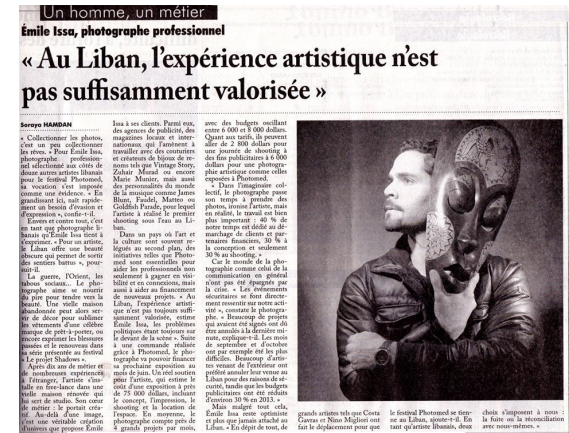 Un homme, un métier
Émile Issa, photographe professionnel
« Au Liban, l’expérience artistique n’est
pas suffisamment valorisée »
Soraya HAMDAN
« Collectionner les photos,
c’est un peu collectionner
les rêves. » Pour Émile Issa,
photographe profession-
nel sélectionné aux côtés de
douze autres artistes libanais
pour le festival Photomed,
sa vocation s’est imposée
comme une évidence. « En
grandissant ici, naît rapide-
ment un besoin d’évasion et
d’expression », confie-t-il.
Envers et contre tout, c’est
en tant que photographe li-
banais qu’Émile Issa tient à
s’exprimer. « Pour un artiste,
le Liban offre une beauté
obscure qui permet de sortir
des sentiers battus », pour-
suit-il.
La guerre, l’Orient, les
tabous sociaux... Le pho-
tographe aime se nourrir
du pire pour tendre vers la
beauté. Une vieille maison
abandonnée peut alors ser-
vir de décor pour sublimer
les vêtements d’une célèbre
marque de prêt-à-porter, ou
encore exprimer les blessures
passées et le renouveau dans
sa série présentée au festival
« Le projet Shadows ».
Après dix ans de métier et
de nombreuses expériences
à l’étranger, l’artiste s’ins-
talle en free-lance dans une
vieille maison rénovée qui
lui sert de studio. Son cœur
de métier : le portrait créa-
tif. Au-delà d’une image,
c’est une véritable création
d’univers que propose Émile
Issa à ses clients. Parmi eux,
des agences de publicité, des
magazines locaux et inter-
nationaux qui l’amènent à
travailler avec des couturiers
et créateurs de bijoux de re-
noms tels que Vintage Story,
Zuhair Murad ou encore
Marie Munier, mais aussi
des personnalités du monde
de la musique comme James
Blunt, Faudel, Matteo ou
Goldfish Parade, pour lequel
l’artiste à réalisé le premier
shooting sous l’eau au Li-
ban.
Dans un pays où l’art et
la culture sont souvent re-
légués au second plan, des
initiatives telles que Photo-
med sont essentielles pour
aider les professionnels non
seulement à gagner en visi-
bilité et en connexions, mais
aussi à aider au financement
de nouveaux projets. « Au
Liban, l’expérience artisti-
que n’est pas toujours suffi-
samment valorisée, estime
Émile Issa, les problèmes
politiques étant toujours sur
le devant de la scène ». Suite
à une commande réalisée
grâce à Photomed, le photo-
graphe va pouvoir financer
sa prochaine exposition au
mois de juin. Un réel soutien
pour l’artiste, qui estime le
coût d’une exposition à près
de 75 000 dollars, incluant
le concept, l’impression, le
shooting et la location de
l’espace. En moyenne, le
photographe compte près de
4 grands projets par mois,
avec des budgets oscillant
entre 6 000 et 8 000 dollars.
Quant aux tarifs, ils peuvent
aller de 2 800 dollars pour
une journée de shooting à
des fins publicitaires à 6 000
dollars pour une photogra-
phie artistique comme celles
exposées à Photomed.
« Dans l’imaginaire col-
lectif, le photographe passe
son temps à prendre des
photos, ironise l’artiste, mais
en réalité, le travail est bien
plus important : 40 % de
notre temps est dédié au dé-
marchage de clients et par-
tenaires financiers, 30 % à
la conception et seulement
30 % au shooting. »
Car le monde de la pho-
tographie comme celui de la
communication en général
n’ont pas été épargnés par
la crise. « Les événements
sécuritaires se font directe-
ment ressentir sur notre acti-
vité », constate le photogra-
phe. « Beaucoup de projets
qui avaient été signés ont dû
être annulés à la dernière mi-
nute, explique-t-il. Les mois
de septembre et d’octobre
ont par exemple été les plus
difficiles. Beaucoup d’artis-
tes venant de l’extérieur ont
préféré annuler leur venue au
Liban pour des raisons de sé-
curité, tandis que les budgets
publicitaires ont été réduits
d’environ 30 % en 2013. »
Mais malgré tout cela,
Émile Issa reste optimiste
et plus que jamais attaché au
Liban. « En dépit de tout, de
grands artistes tels que Costa
Gavras et Nino Migliori ont
fait le déplacement pour que
le festival Photomed se tien-
ne au Liban, ajoute-t-il. En
tant qu’artiste libanais, deux
choix s’imposent à nous :
la fuite ou la réconciliation
avec nous-mêmes. »